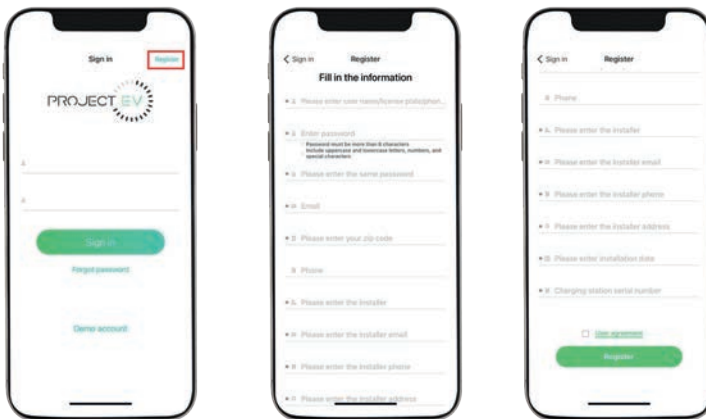 Sign in
Register
PROJECT EV
Sign in
Forgot password
Demo account
Sign in
Register
Fill in the information
Please enter user name/license plate/phon...
Enter password
Password must be more than 8 characters
Include uppercase and lowercase letters, numbers, and
special characters
Please enter the same password
Email
Please enter your zip code
Phone
Please enter the installer
Please enter the installer email
Please enter the installer phone
Please enter the installer address
Sign in
Register
Phone
Please enter the installer
Please enter the installer email
Please enter the installer phone
Please enter the installer address
Please enter installation date
Charging station serial number
User agreement
Register